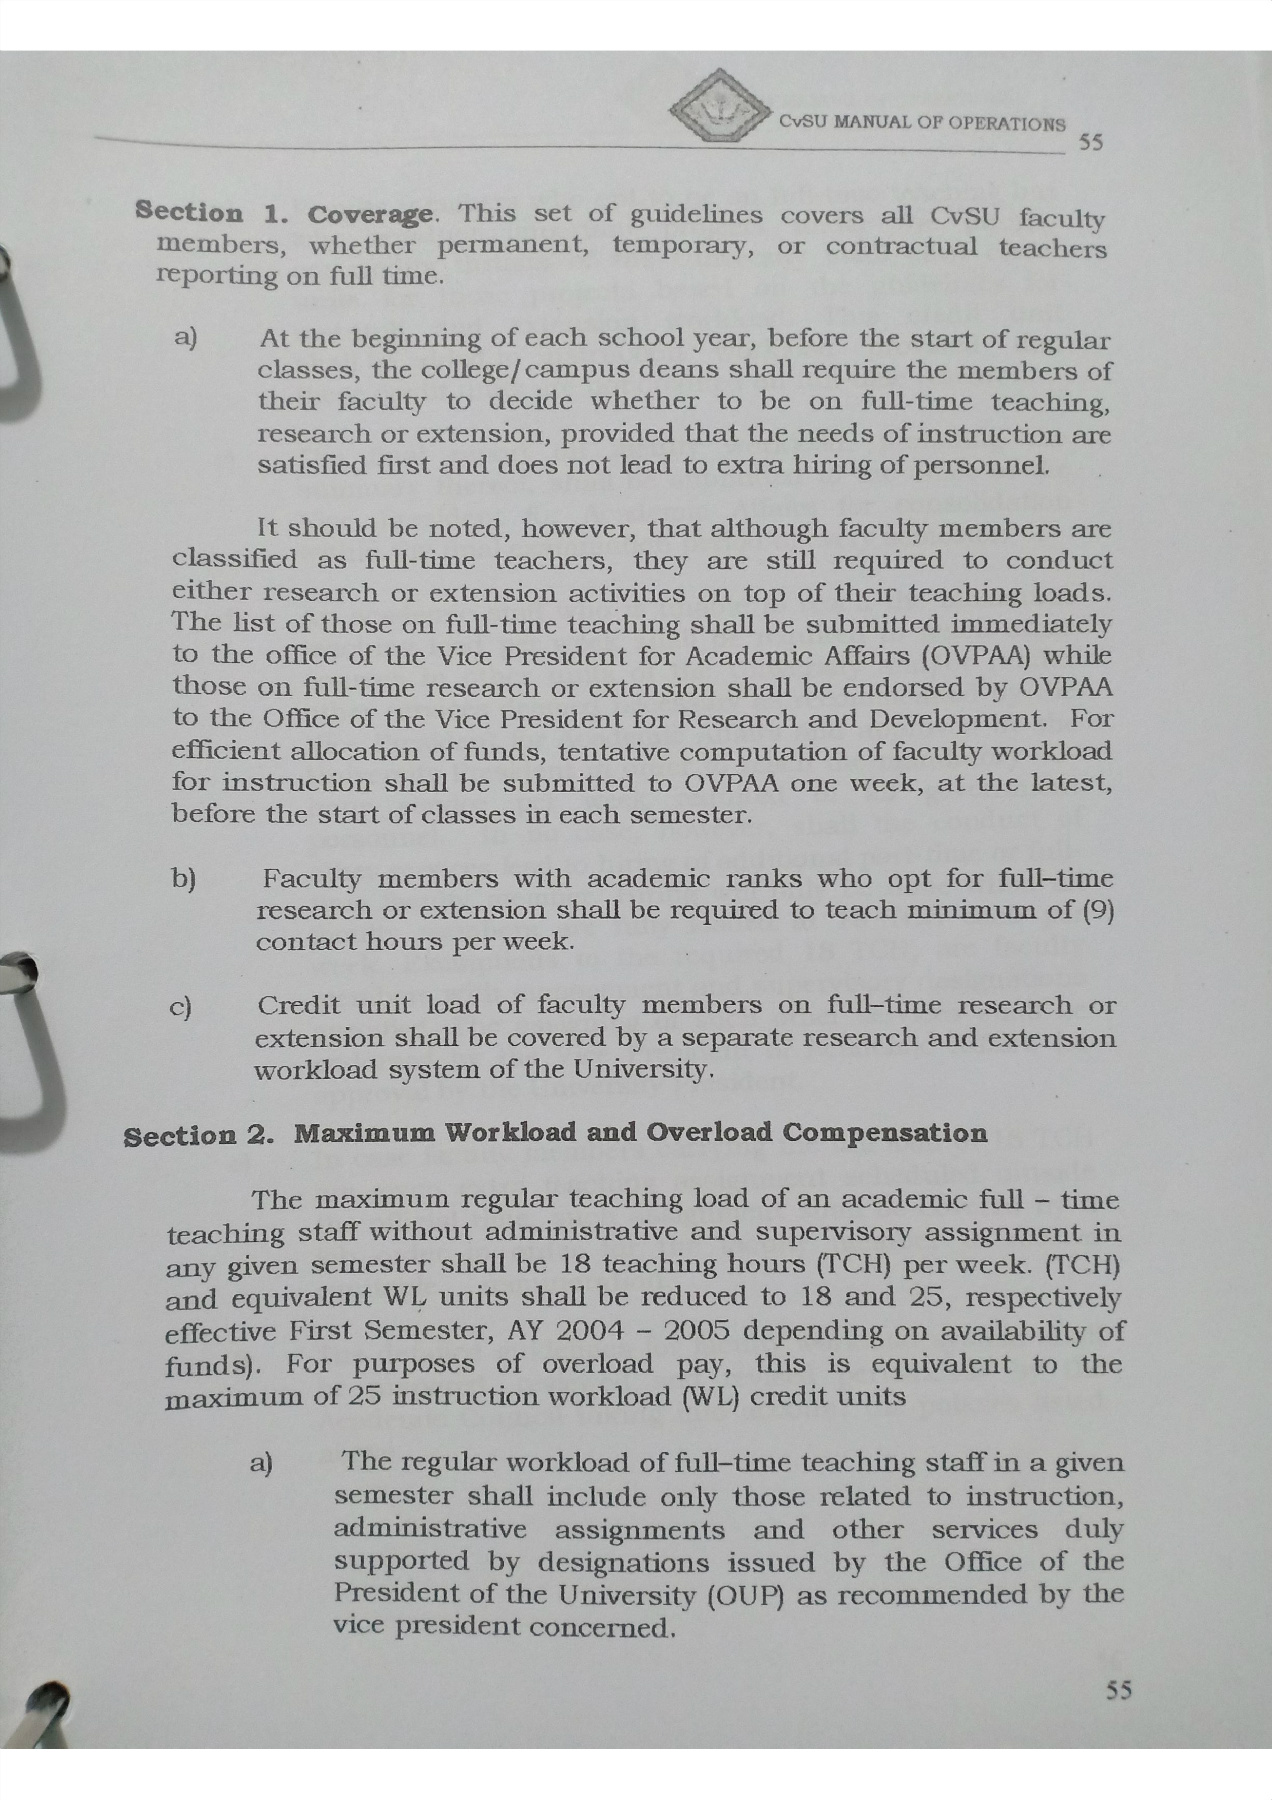 CvSU MANUAL OF OPERATIONS
55
Section 1. Coverage. This set of guidelines covers all CvSU faculty
members, whether permanent, temporary, or contractual teachers
reporting on full time.
a) At the beginning of each school year, before the start of regular
classes, the college/campus deans shall require the members of
their faculty to decide whether to be on full-time teaching,
research or extension, provided that the needs of instruction are
satisfied first and does not lead to extra hiring of personnel.
It should be noted, however, that although faculty members are
classified as full-time teachers, they are still required to conduct
either research or extension activities on top of their teaching loads.
The list of those on full-time teaching shall be submitted immediately
to the office of the Vice President for Academic Affairs (OVPAA) while
those on full-time research or extension shall be endorsed by OVPAA
to the Office of the Vice President for Research and Development. For
efficient allocation of funds, tentative computation of faculty workload
for instruction shall be submitted to OVPAA one week, at the latest,
before the start of classes in each semester.
b) Faculty members with academic ranks who opt for full–time
research or extension shall be required to teach minimum of (9)
contact hours per week.
c) Credit unit load of faculty members on full–time research or
extension shall be covered by a separate research and extension
workload system of the University.
Section 2. Maximum Workload and Overload Compensation
The maximum regular teaching load of an academic full – time
teaching staff without administrative and supervisory assignment in
any given semester shall be 18 teaching hours (TCH) per week. (TCH)
and equivalent WL units shall be reduced to 18 and 25, respectively
effective First Semester, AY 2004 – 2005 depending on availability of
funds). For purposes of overload pay, this is equivalent to the
maximum of 25 instruction workload (WL) credit units
a) The regular workload of full–time teaching staff in a given
semester shall include only those related to instruction,
administrative assignments and other services duly
supported by designations issued by the Office of the
President of the University (OUP) as recommended by the
vice president concerned.
55